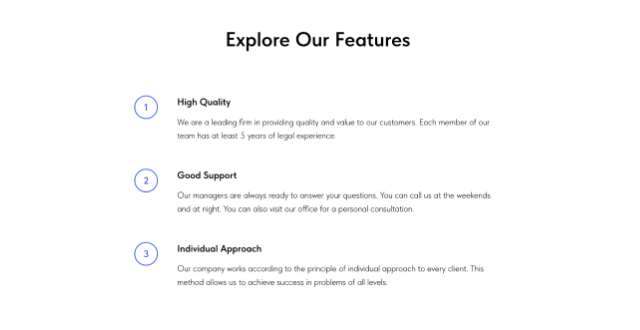 Explore Our Features
1
High Quality
We are a leading firm in providing quality and value to our customers. Each member of our
team has at least 5 years of legal experience.
2
Good Support
Our managers are always ready to answer your questions. You can call us at the weekends
and at night. You can also visit our office for a personal consultation.
3
Individual Approach
Our company works according to the principle of individual approach to every client. This
method allows us to achieve success in problems of all levels.